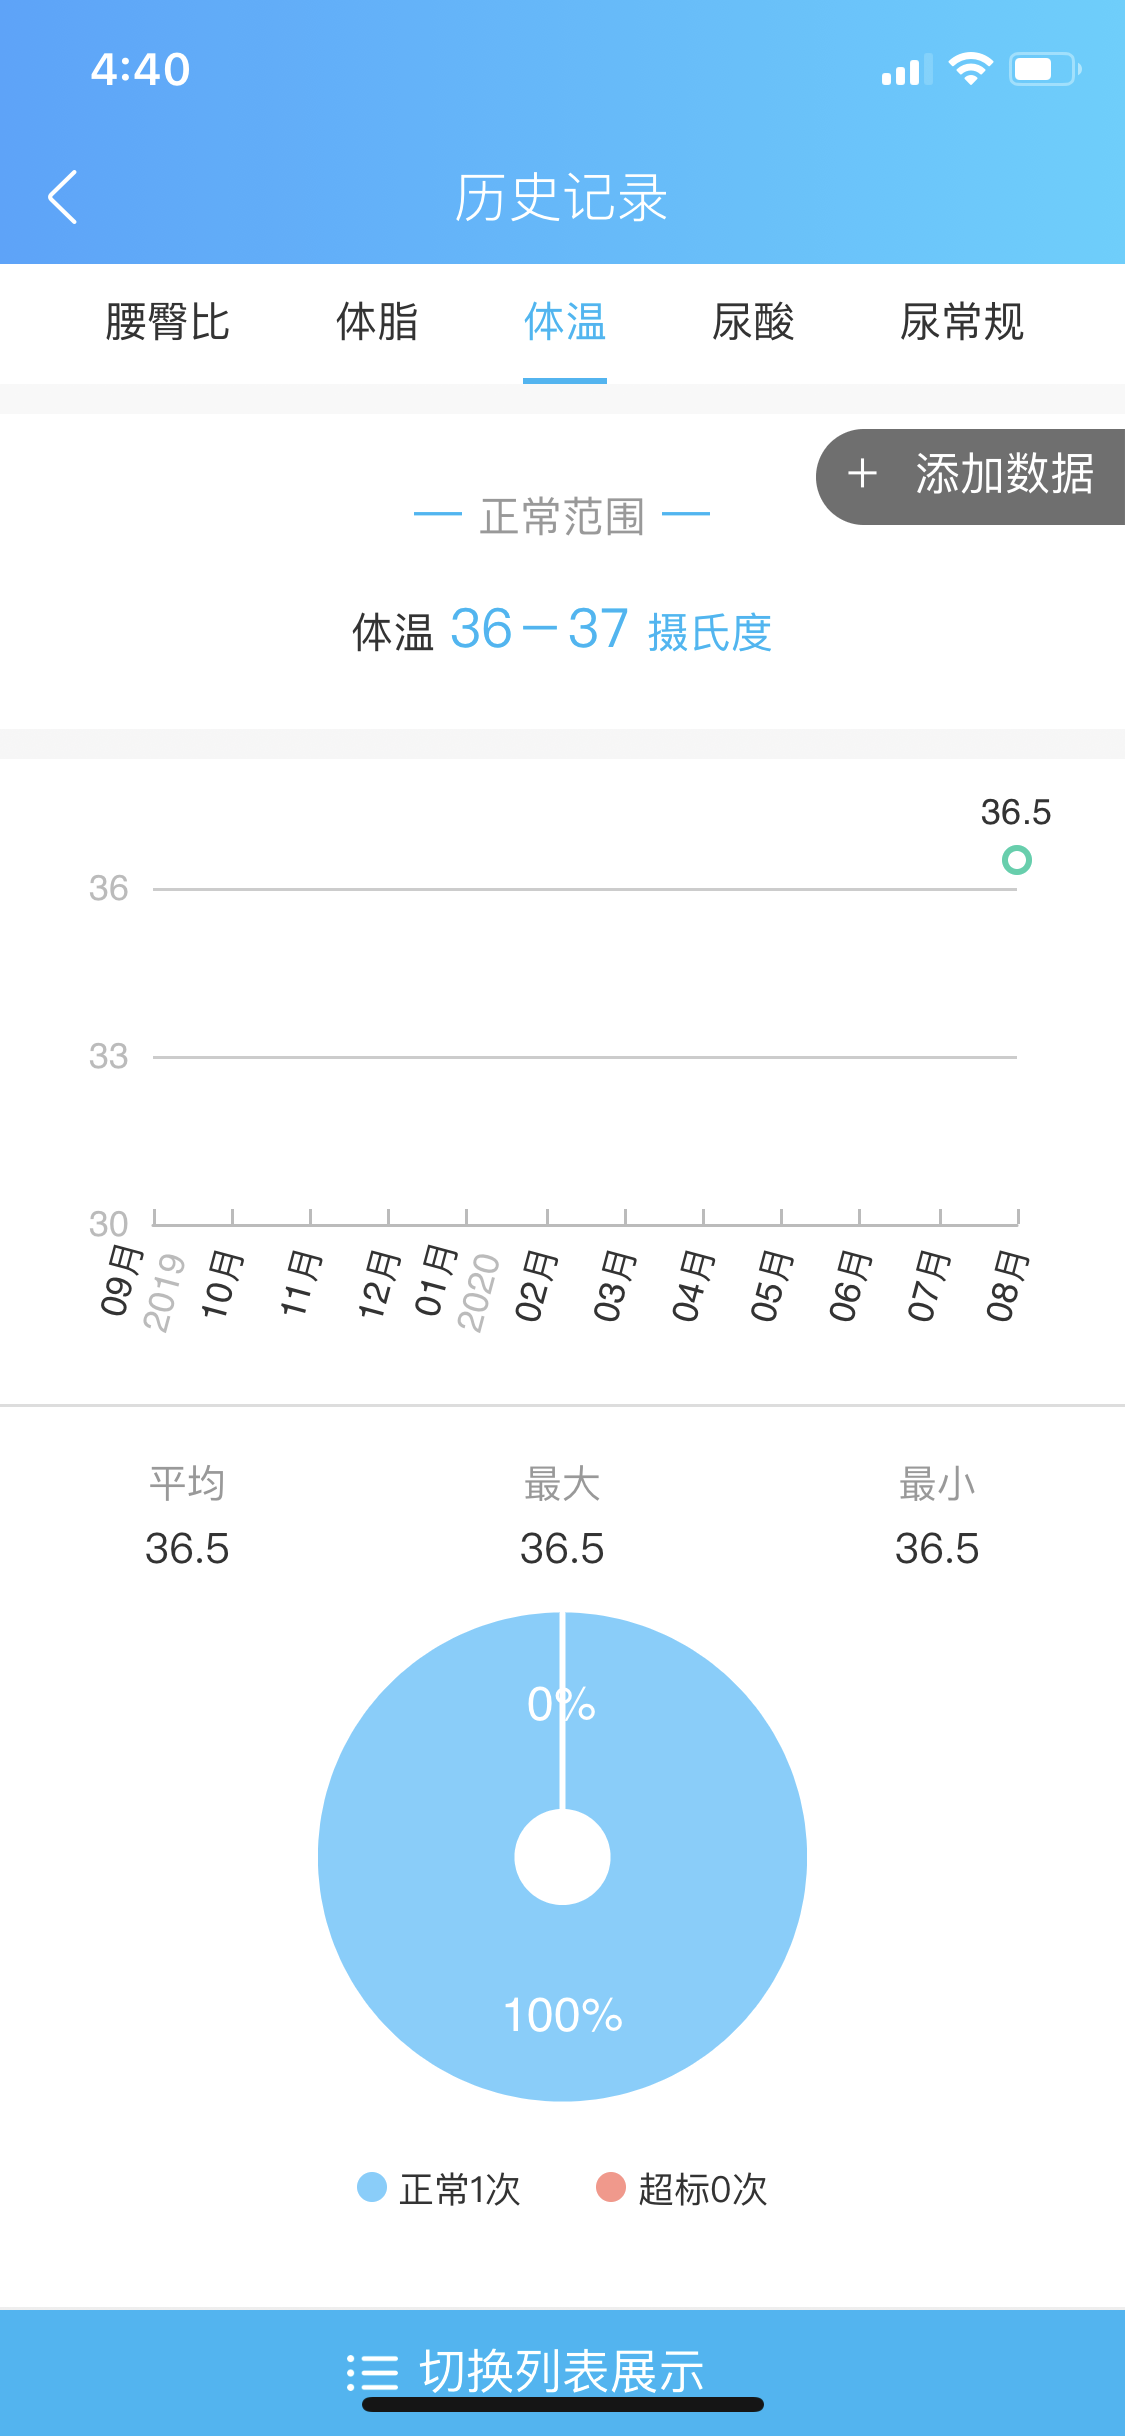 4:40
历史记录
腰臀比 体脂 体温 尿酸 尿常规
+ 添加数据
正常范围
体温 36－37 摄氏度
36.5
36
33
30
09月 2019 10月 11月 12月 01月 2020 02月 03月 04月 05月 06月 07月 08月
平均 最大 最小
36.5 36.5 36.5
0%
100%
正常1次 超标0次
切换列表展示